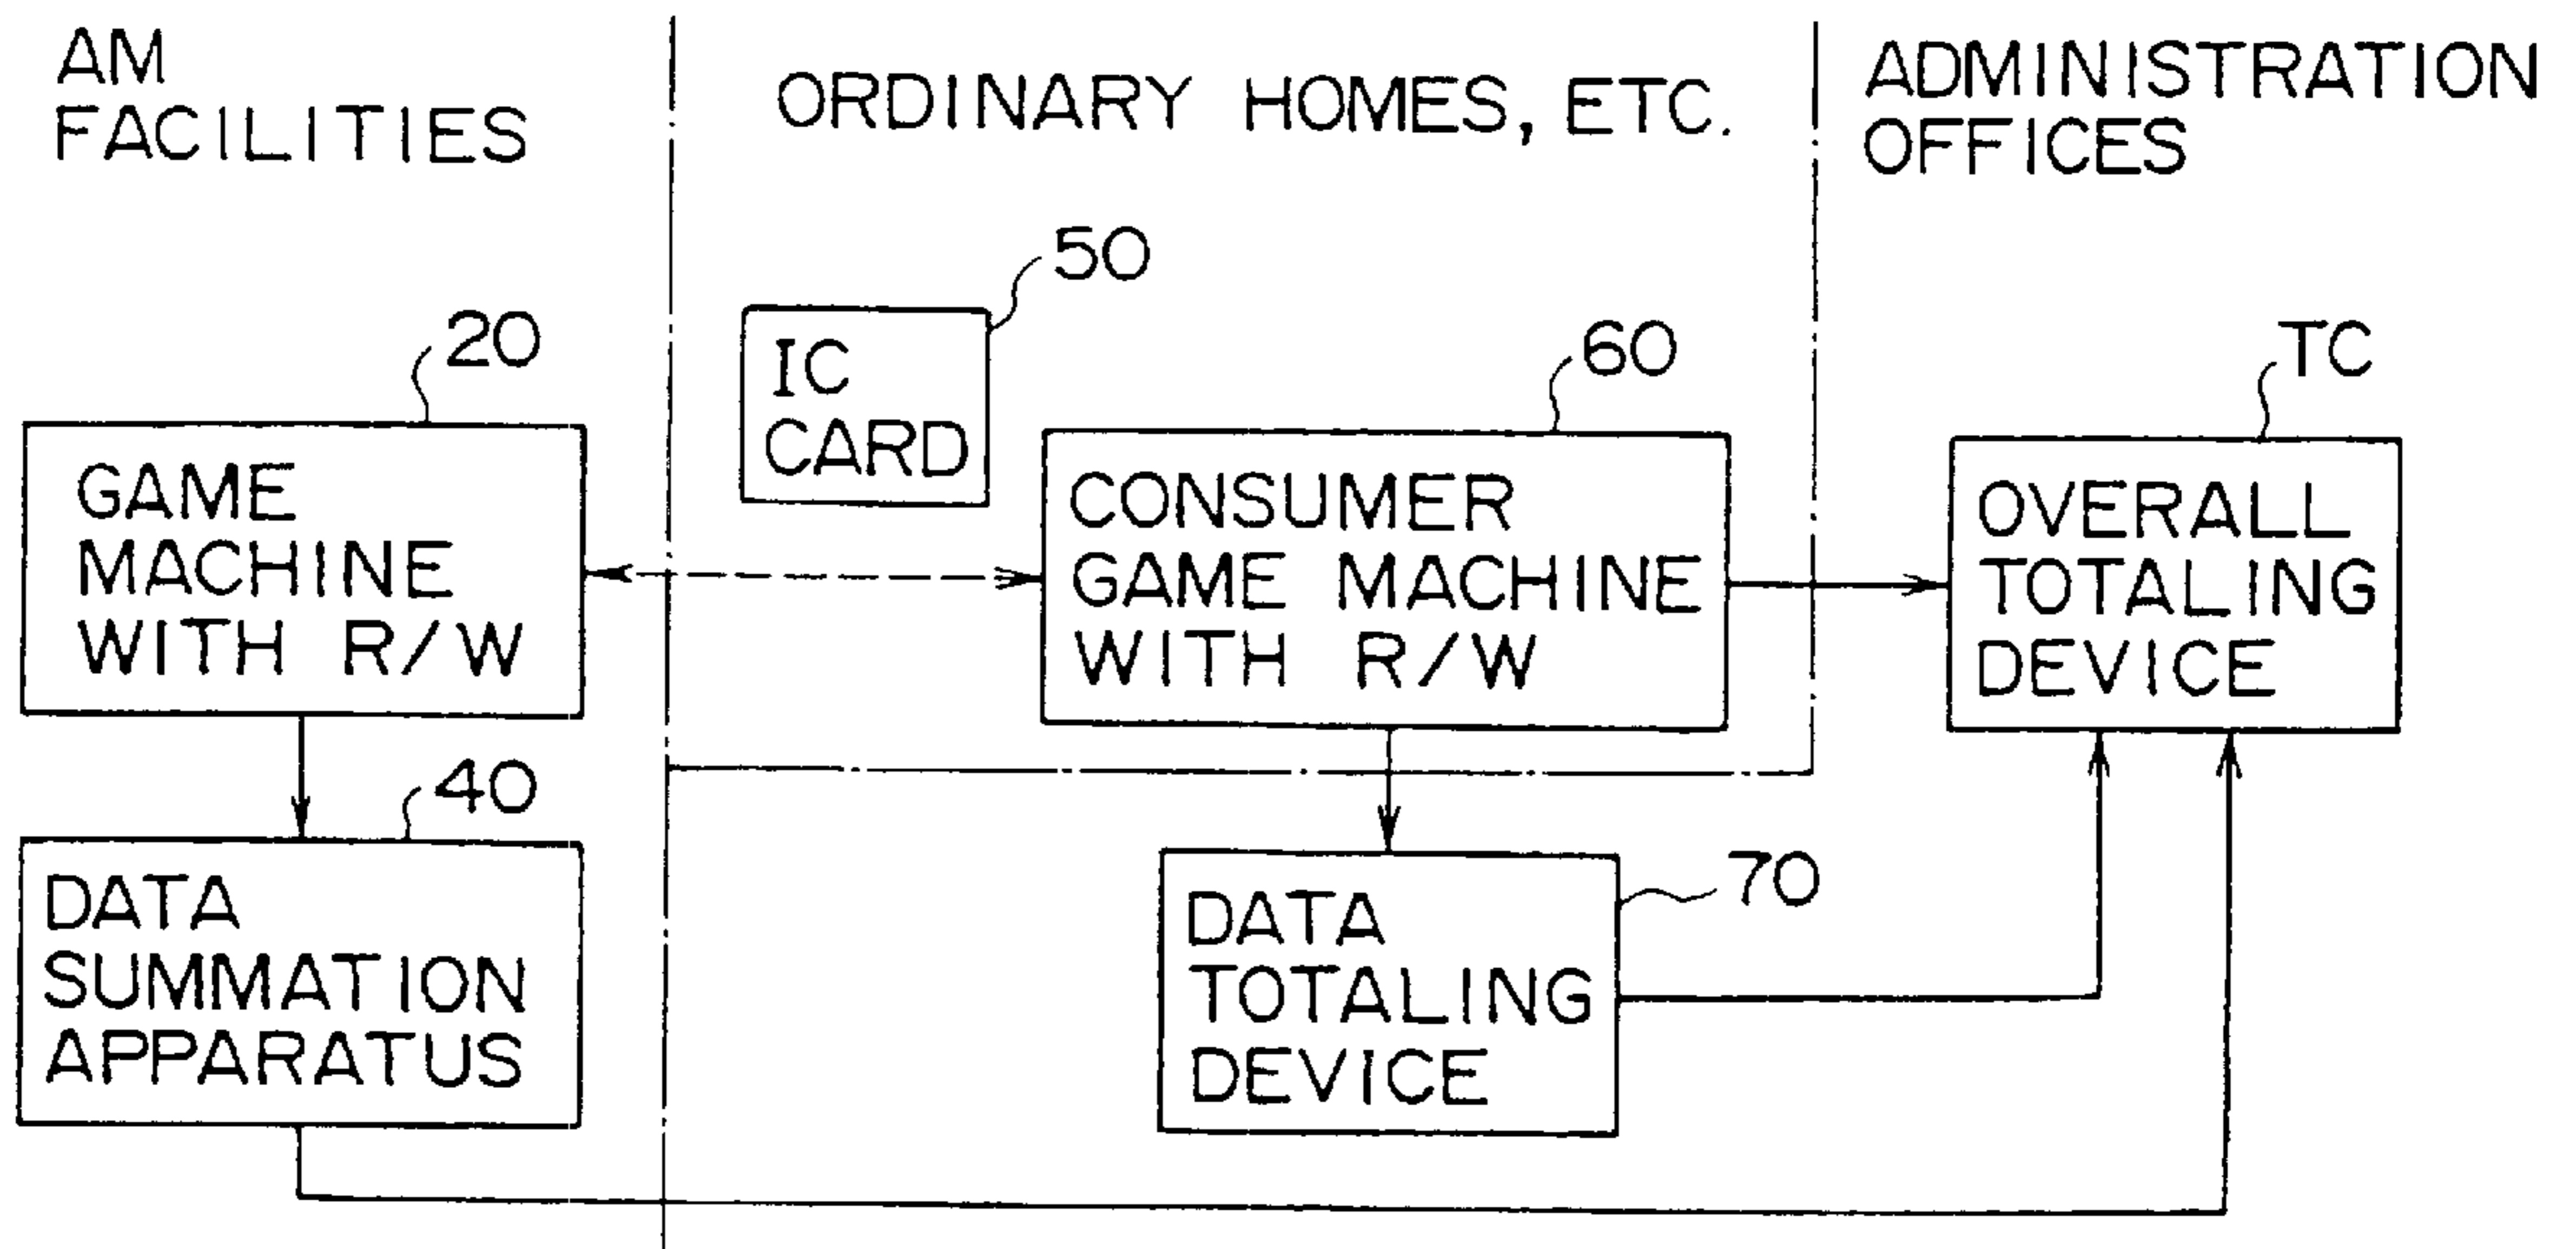 AM
FACILITIES
ORDINARY HOMES, ETC.
ADMINISTRATION
OFFICES
50
IC
CARD
20
GAME
MACHINE
WITH R/W
60
CONSUMER
GAME MACHINE
WITH R/W
TC
OVERALL
TOTALING
DEVICE
40
DATA
SUMMATION
APPARATUS
70
DATA
TOTALING
DEVICE